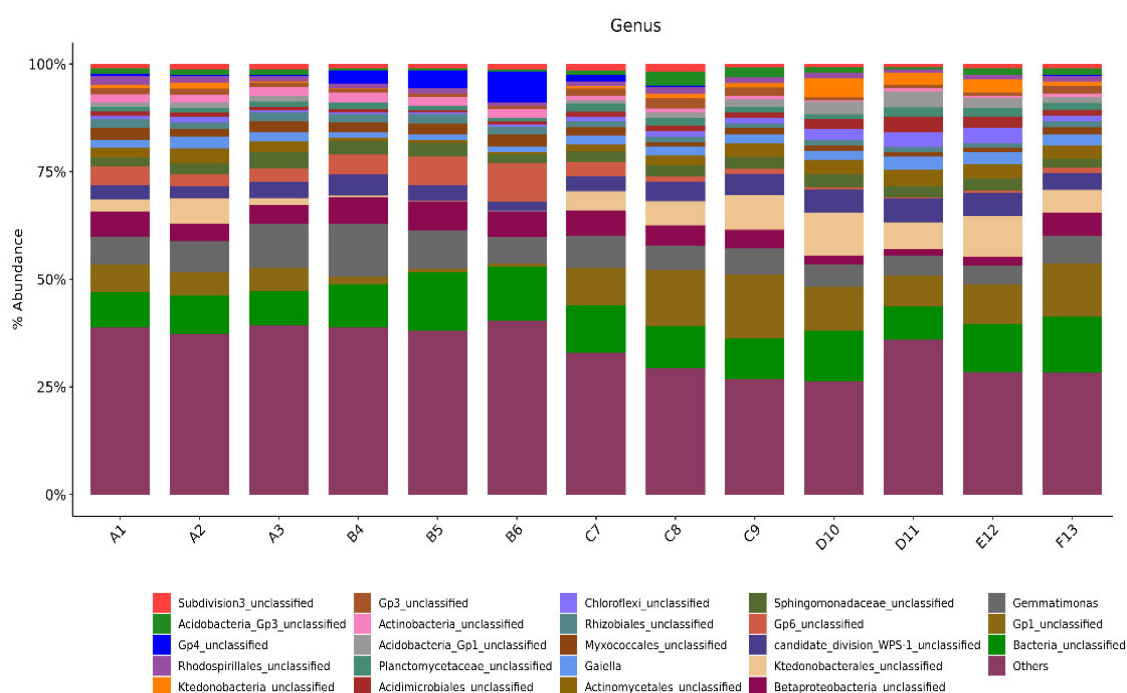 Genus
100%
75%
50%
25%
0%
% Abundance
A1 A2 A3 B4 B5 B6 C7 C8 C9 D10 D11 E12 F13
Subdivision3_unclassified Gp3_unclassified Chloroflexi_unclassified Sphingomonadaceae_unclassified Gemmatimonas
Acidobacteria_Gp3_unclassified Actinobacteria_unclassified Rhizobiales_unclassified Gp6_unclassified Gp1_unclassified
Gp4_unclassified Acidobacteria_Gp1_unclassified Myxococcales_unclassified candidate_division_WPS-1_unclassified Bacteria_unclassified
Rhodospirillales_unclassified Planctomycetaceae_unclassified Gaiella Ktedonobacterales_unclassified Others
Ktedonobacteria_unclassified Acidimicrobiales_unclassified Actinomycetales_unclassified Betaproteobacteria_unclassified